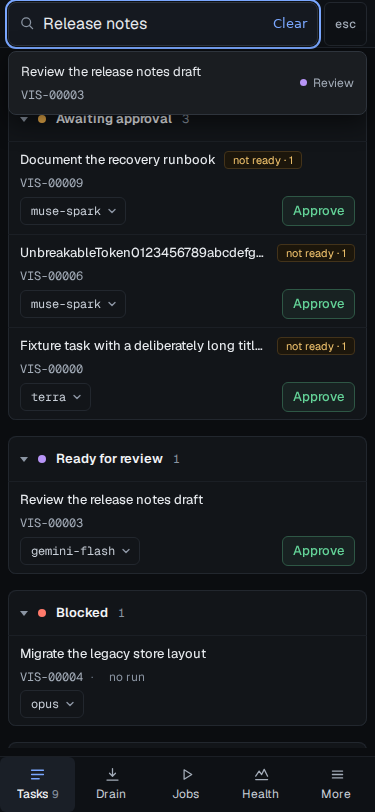 Release notes Clear esc
Review the release notes draft
VIS-00003 Review
Awaiting approval 3
Document the recovery runbook not ready · 1
VIS-00009
muse-spark Approve
UnbreakableToken0123456789abcdefg… not ready · 1
VIS-00006
muse-spark Approve
Fixture task with a deliberately long titl… not ready · 1
VIS-00000
terra Approve
Ready for review 1
Review the release notes draft
VIS-00003
gemini-flash Approve
Blocked 1
Migrate the legacy store layout
VIS-00004 · no run
opus
Tasks 9 Drain Jobs Health More